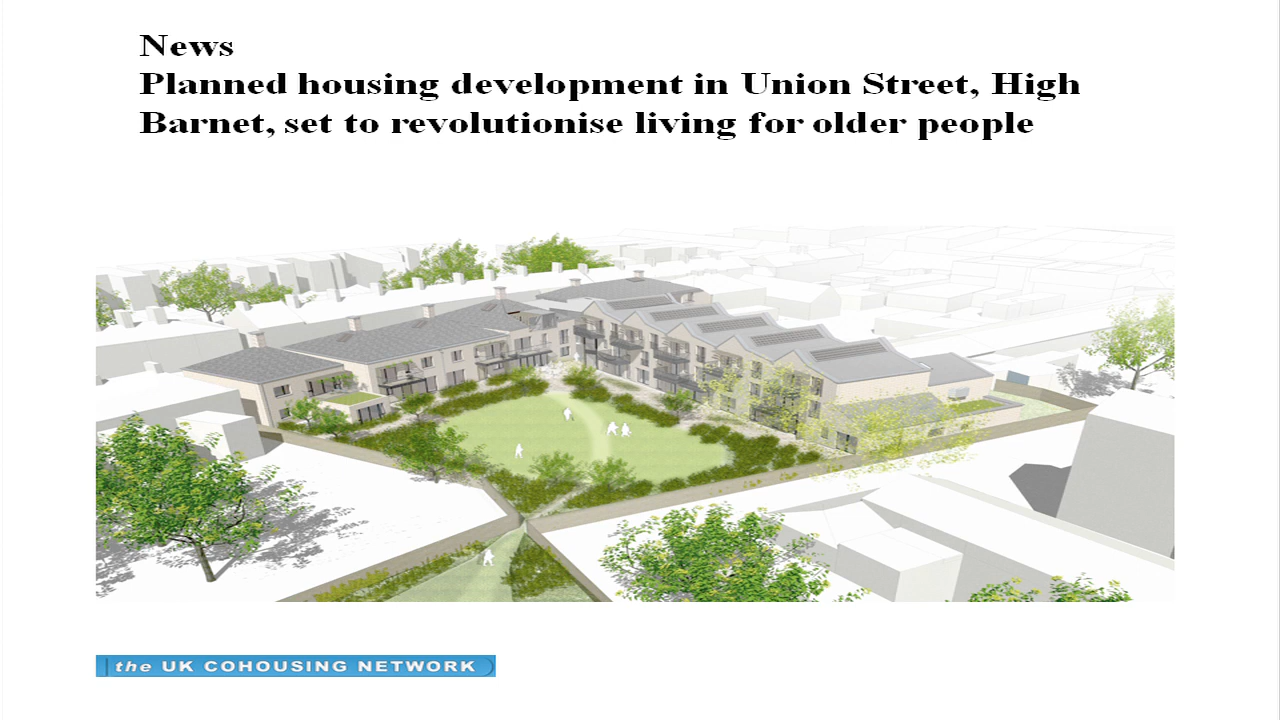 News
Planned housing development in Union Street, High
Barnet, set to revolutionise living for older people
the UK COHOUSING NETWORK